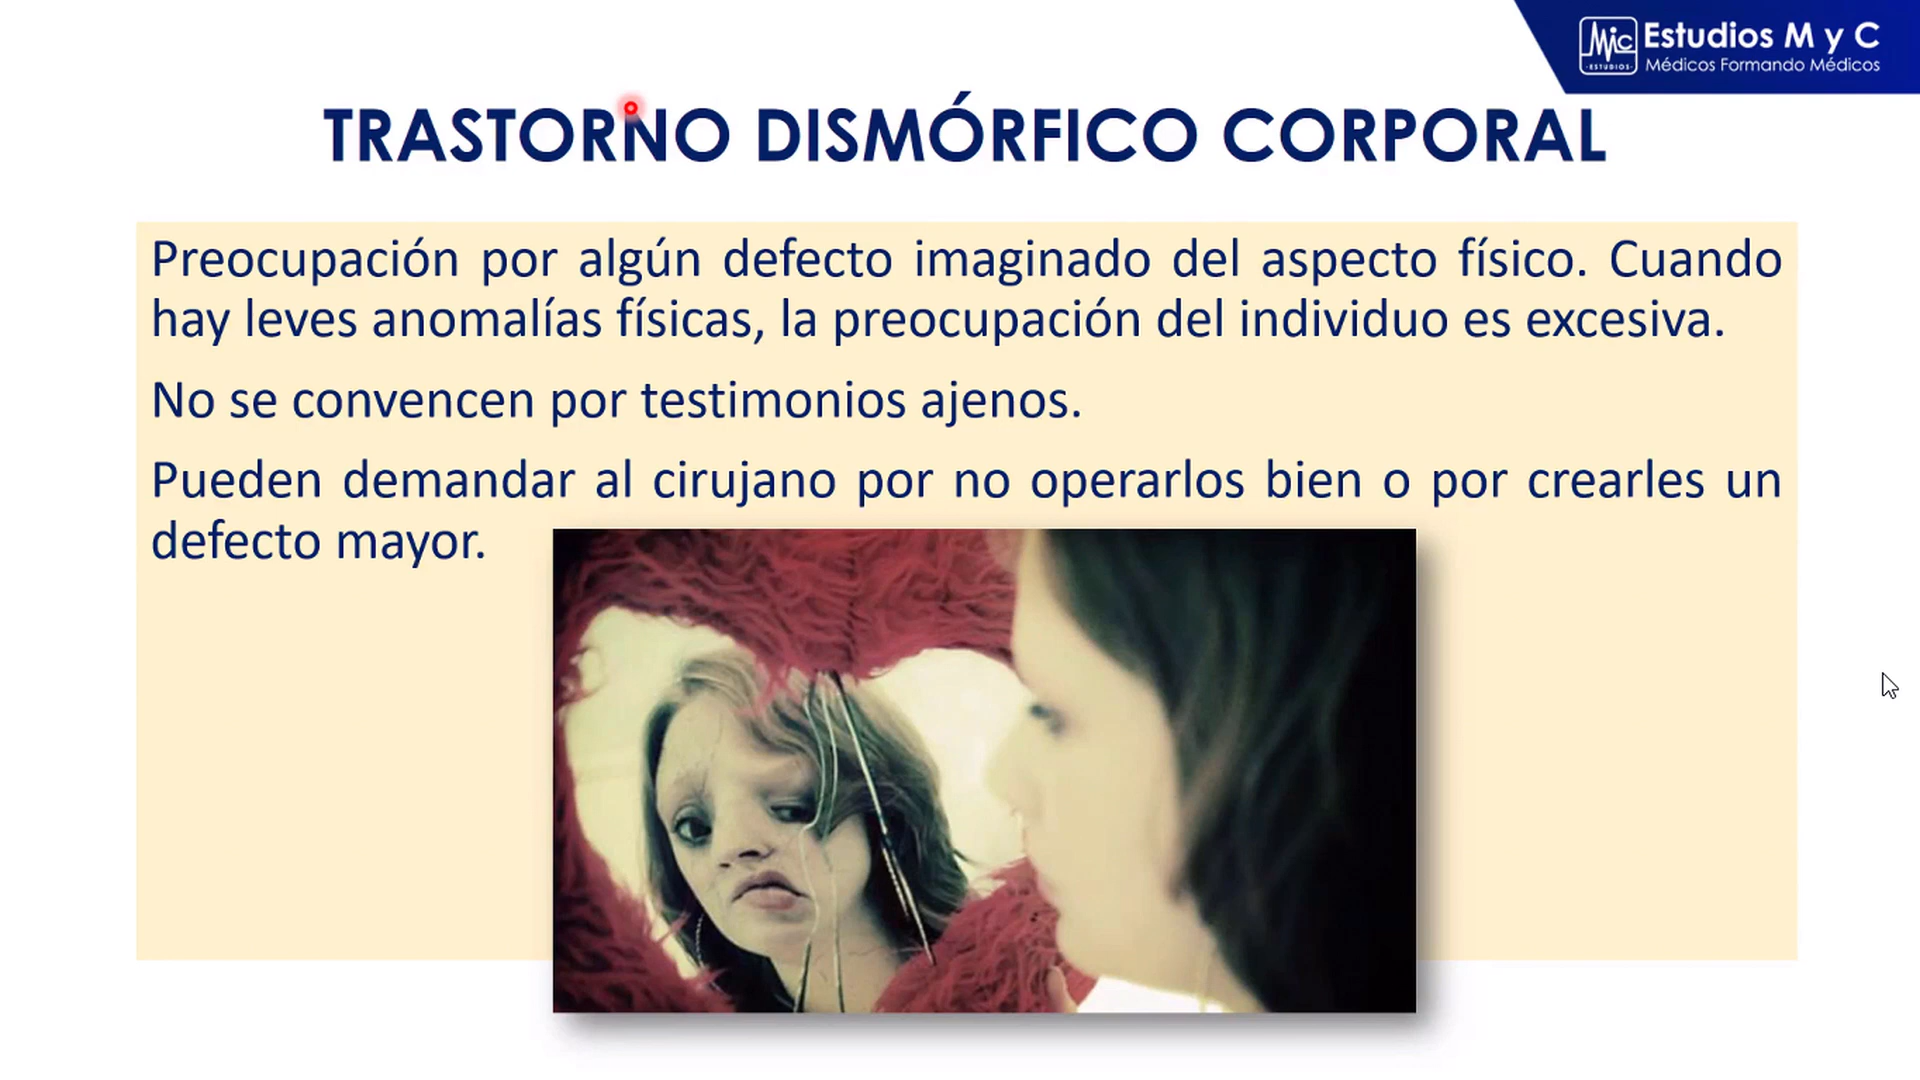 Mic
·ESTUDIOS·
Estudios M y C
Médicos Formando Médicos
TRASTORNO DISMÓRFICO CORPORAL
Preocupación por algún defecto imaginado del aspecto físico. Cuando
hay leves anomalías físicas, la preocupación del individuo es excesiva.
No se convencen por testimonios ajenos.
Pueden demandar al cirujano por no operarlos bien o por crearles un
defecto mayor.